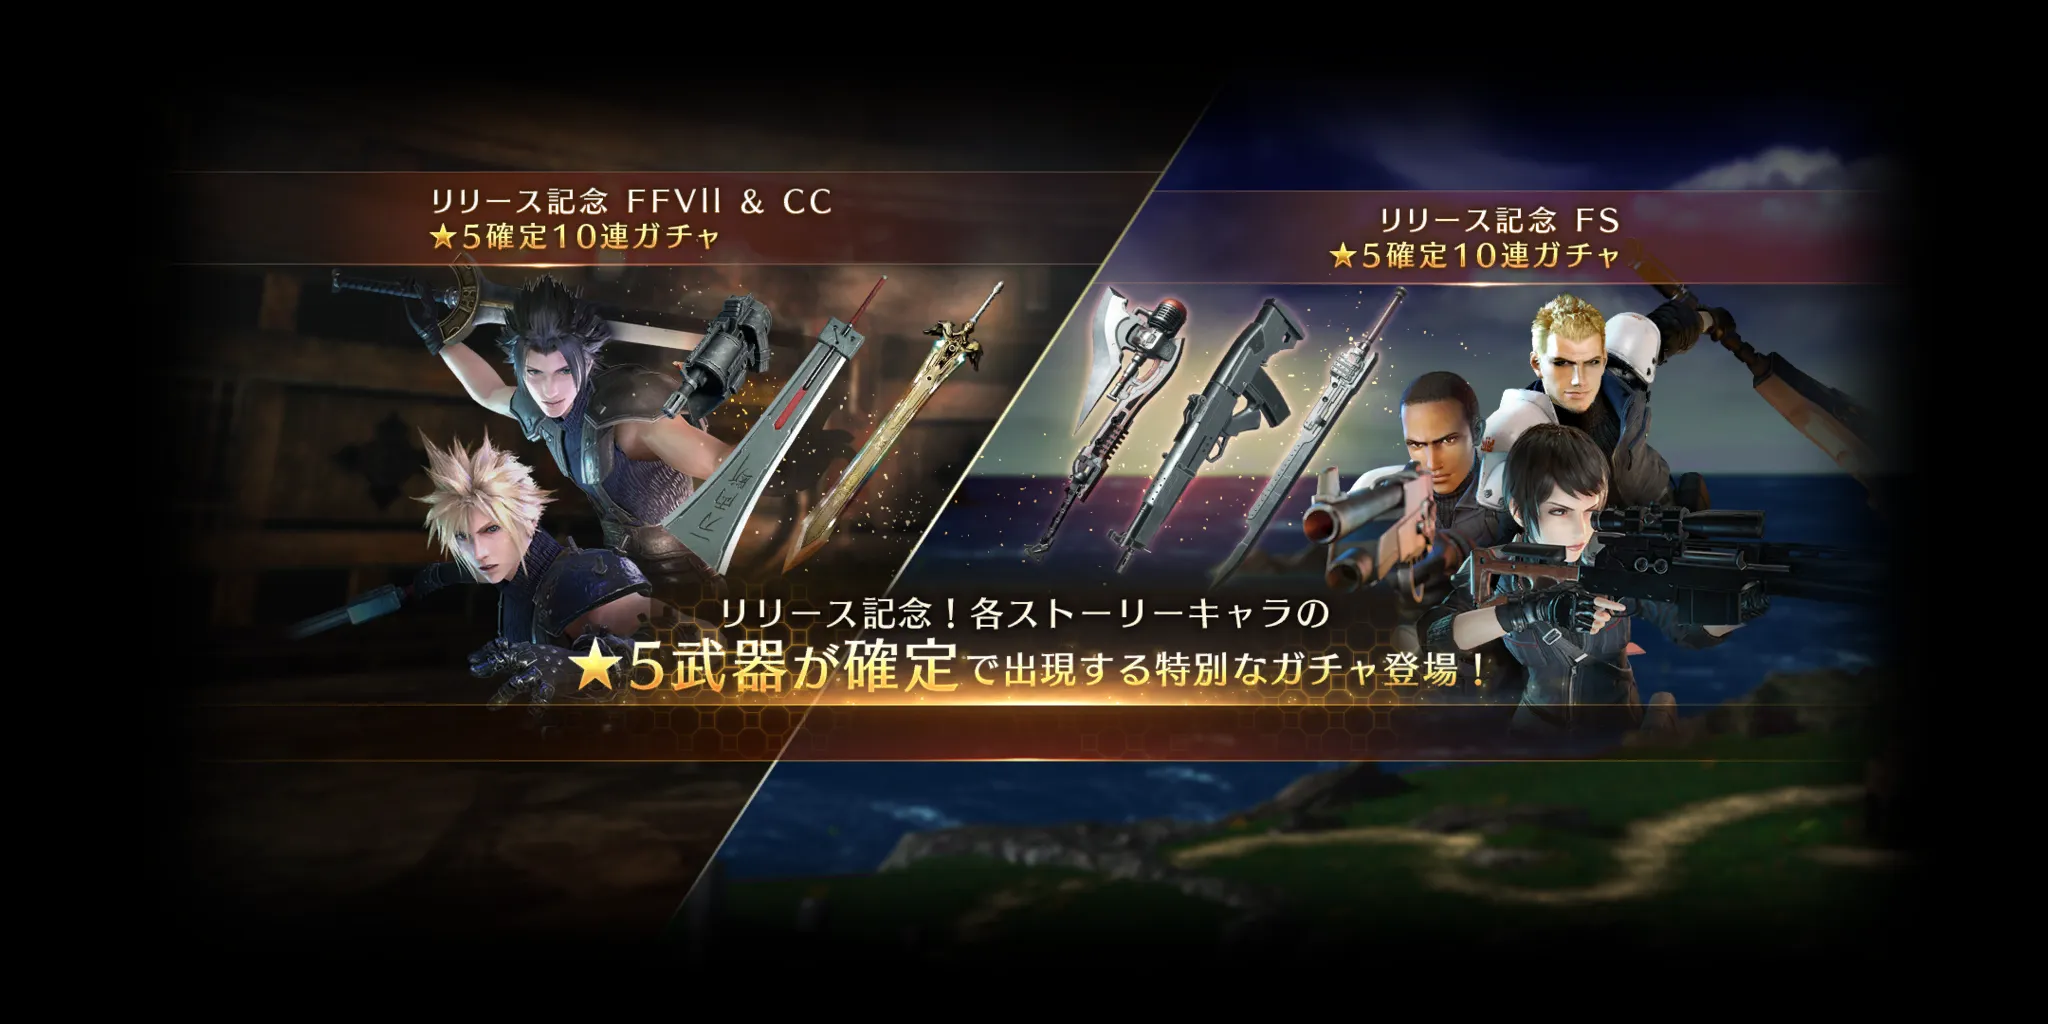 リリース記念 FFVII & CC
★5確定10連ガチャ
リリース記念 FS
★5確定10連ガチャ
リリース記念！各ストーリーキャラの
★5武器が確定で出現する特別なガチャ登場！